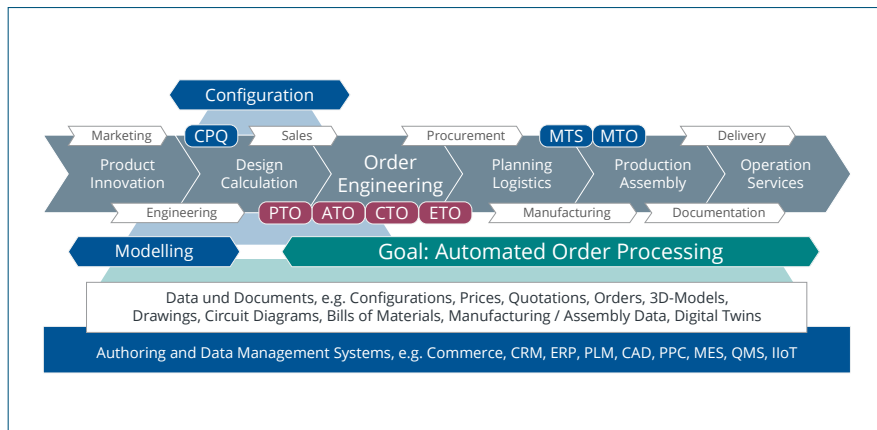 Configuration
Marketing
CPQ
Sales
Procurement
MTS
MTO
Delivery
Product
Innovation
Design
Calculation
Order
Engineering
Planning
Logistics
Production
Assembly
Operation
Services
Engineering
PTO
ATO
CTO
ETO
Manufacturing
Documentation
Modelling
Goal: Automated Order Processing
Data und Documents, e.g. Configurations, Prices, Quotations, Orders, 3D-Models,
Drawings, Circuit Diagrams, Bills of Materials, Manufacturing / Assembly Data, Digital Twins
Authoring and Data Management Systems, e.g. Commerce, CRM, ERP, PLM, CAD, PPC, MES, QMS, IIoT